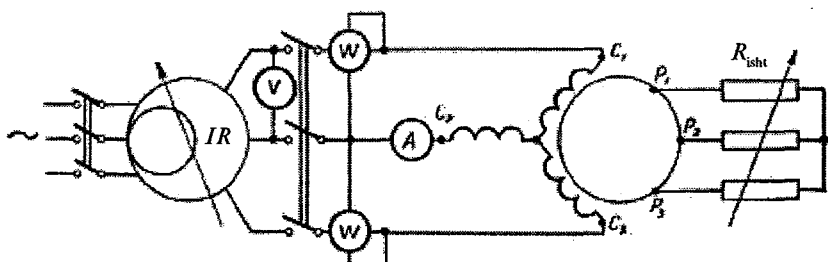 W
C₁
R_isht
P₁
V
~
IR
A
C₂
P₂
W
P₃
C₃